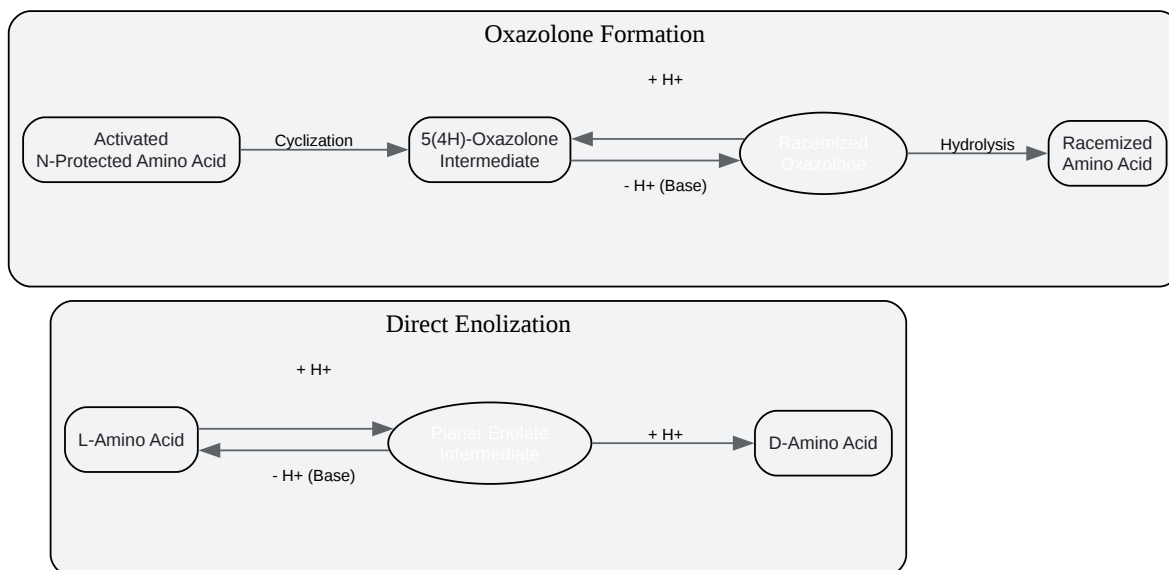 Oxazolone Formation
+ H+
Activated
N-Protected Amino Acid
Cyclization
5(4H)-Oxazolone
Intermediate
- H+ (Base)
Racemized
Oxazolone
Hydrolysis
Racemized
Amino Acid
Direct Enolization
+ H+
L-Amino Acid
- H+ (Base)
Planar Enolate
Intermediate
+ H+
D-Amino Acid